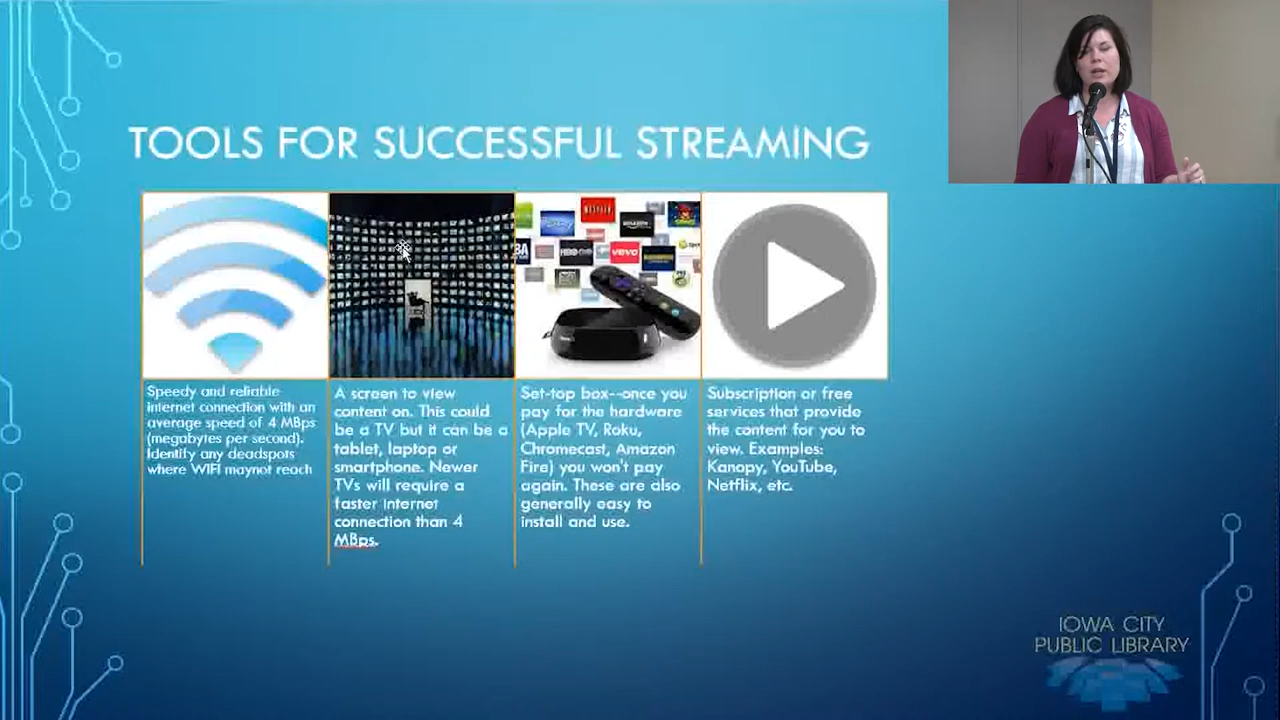 TOOLS FOR SUCCESSFUL STREAMING
NETFLIX
amazon
HBO GO
vevo
Speedy and reliable
internet connection with an
average speed of 4 MBps
(megabytes per second).
Identify any deadspots
where WIFI maynot reach
A screen to view
content on. This could
be a TV but it can be a
tablet, laptop or
smartphone. Newer
TVs will require a
faster internet
connection than 4
MBps.
Set-top box--once you
pay for the hardware
(Apple TV, Roku,
Chromecast, Amazon
Fire) you won't pay
again. These are also
generally easy to
install and use.
Subscription or free
services that provide
the content for you to
view. Examples:
Kanopy, YouTube,
Netflix, etc.
IOWA CITY
PUBLIC LIBRARY